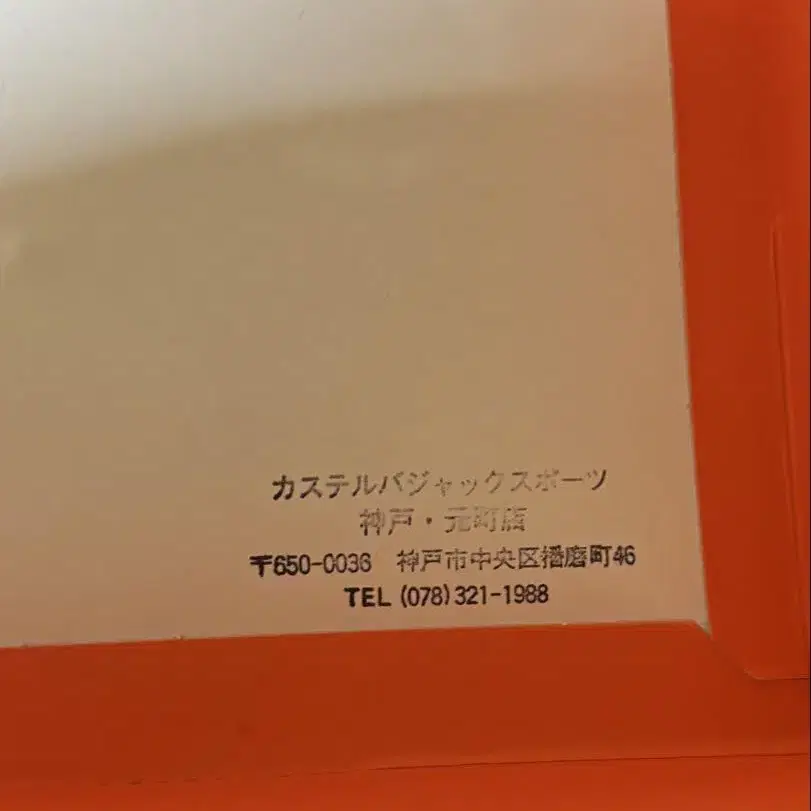 カステルバジャックスポーツ
神戸・元町店
〒650-0036 神戸市中央区播磨町46
TEL (078)321-1988